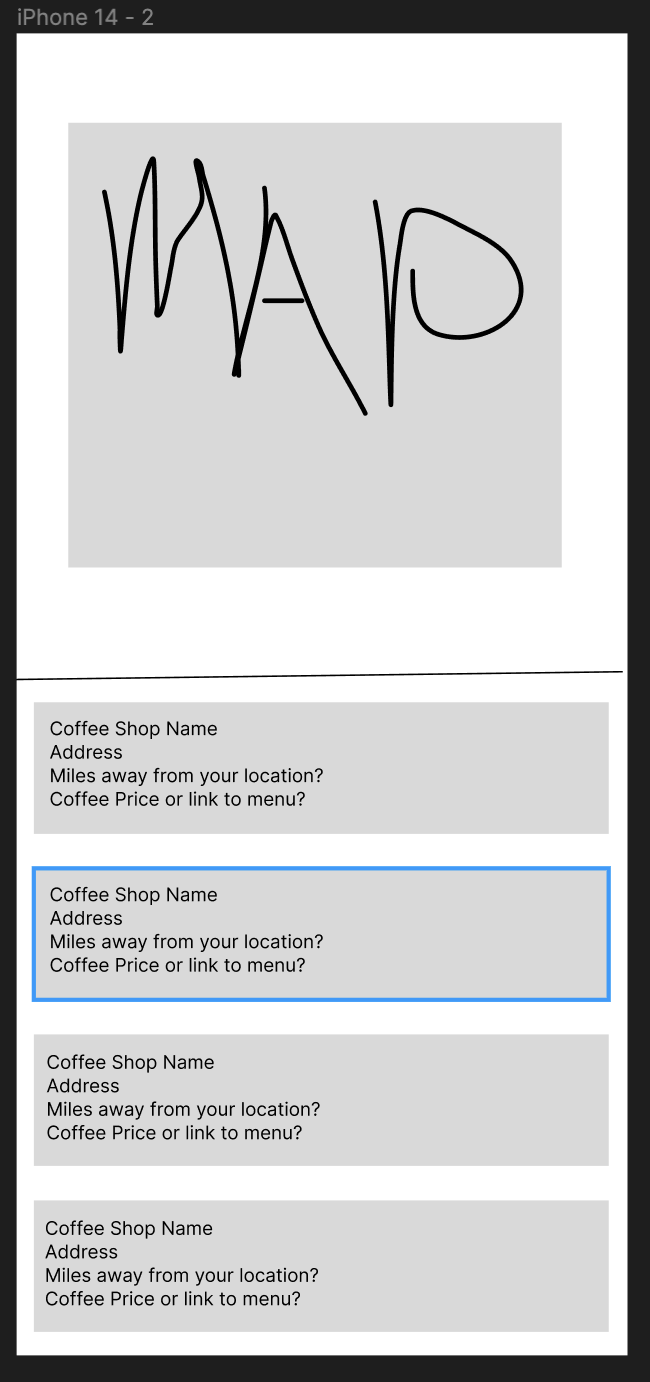 iPhone 14 - 2
MAP
Coffee Shop Name
Address
Miles away from your location?
Coffee Price or link to menu?
Coffee Shop Name
Address
Miles away from your location?
Coffee Price or link to menu?
Coffee Shop Name
Address
Miles away from your location?
Coffee Price or link to menu?
Coffee Shop Name
Address
Miles away from your location?
Coffee Price or link to menu?